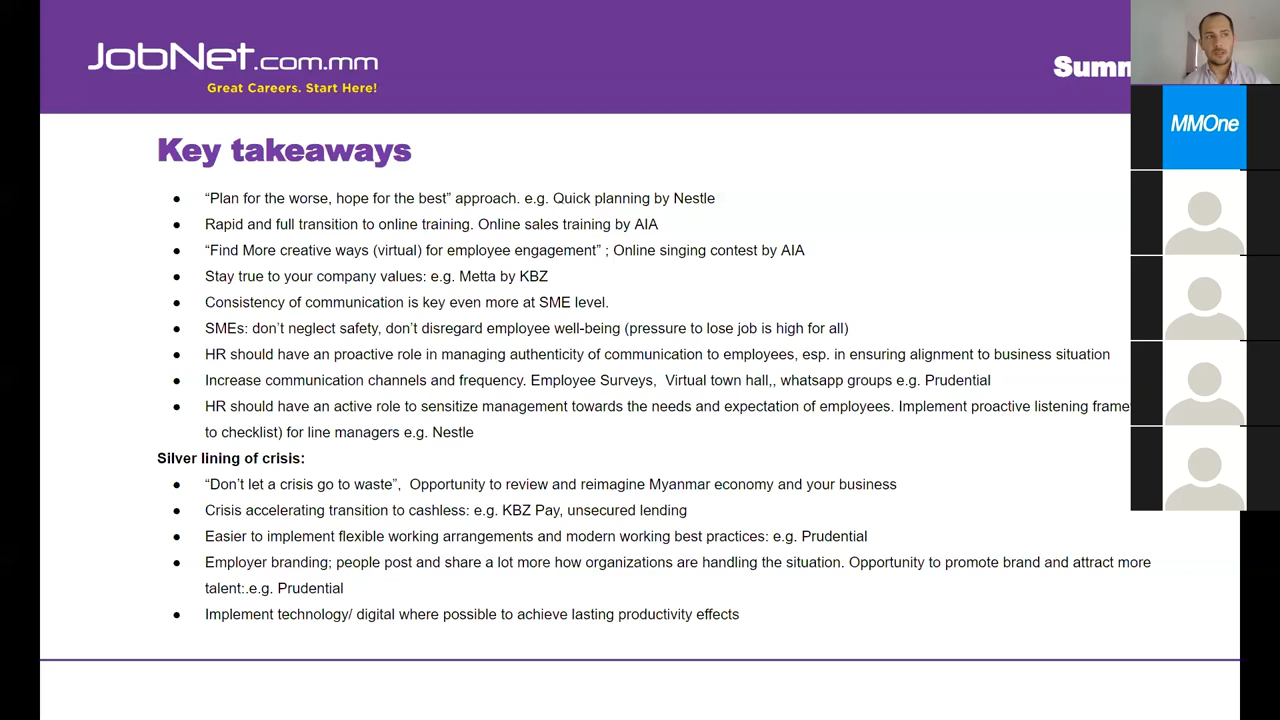 JobNet.com.mm
Great Careers. Start Here!
MMOne
Key takeaways
● “Plan for the worse, hope for the best” approach. e.g. Quick planning by Nestle
● Rapid and full transition to online training. Online sales training by AIA
● “Find More creative ways (virtual) for employee engagement” ; Online singing contest by AIA
● Stay true to your company values: e.g. Metta by KBZ
● Consistency of communication is key even more at SME level.
● SMEs: don’t neglect safety, don’t disregard employee well-being (pressure to lose job is high for all)
● HR should have an proactive role in managing authenticity of communication to employees, esp. in ensuring alignment to business situation
● Increase communication channels and frequency. Employee Surveys, Virtual town hall,, whatsapp groups e.g. Prudential
● HR should have an active role to sensitize management towards the needs and expectation of employees. Implement proactive listening
to checklist) for line managers e.g. Nestle
Silver lining of crisis:
● “Don’t let a crisis go to waste”, Opportunity to review and reimagine Myanmar economy and your business
● Crisis accelerating transition to cashless: e.g. KBZ Pay, unsecured lending
● Easier to implement flexible working arrangements and modern working best practices: e.g. Prudential
● Employer branding; people post and share a lot more how organizations are handling the situation. Opportunity to promote brand and attract more
talent:.e.g. Prudential
● Implement technology/ digital where possible to achieve lasting productivity effects